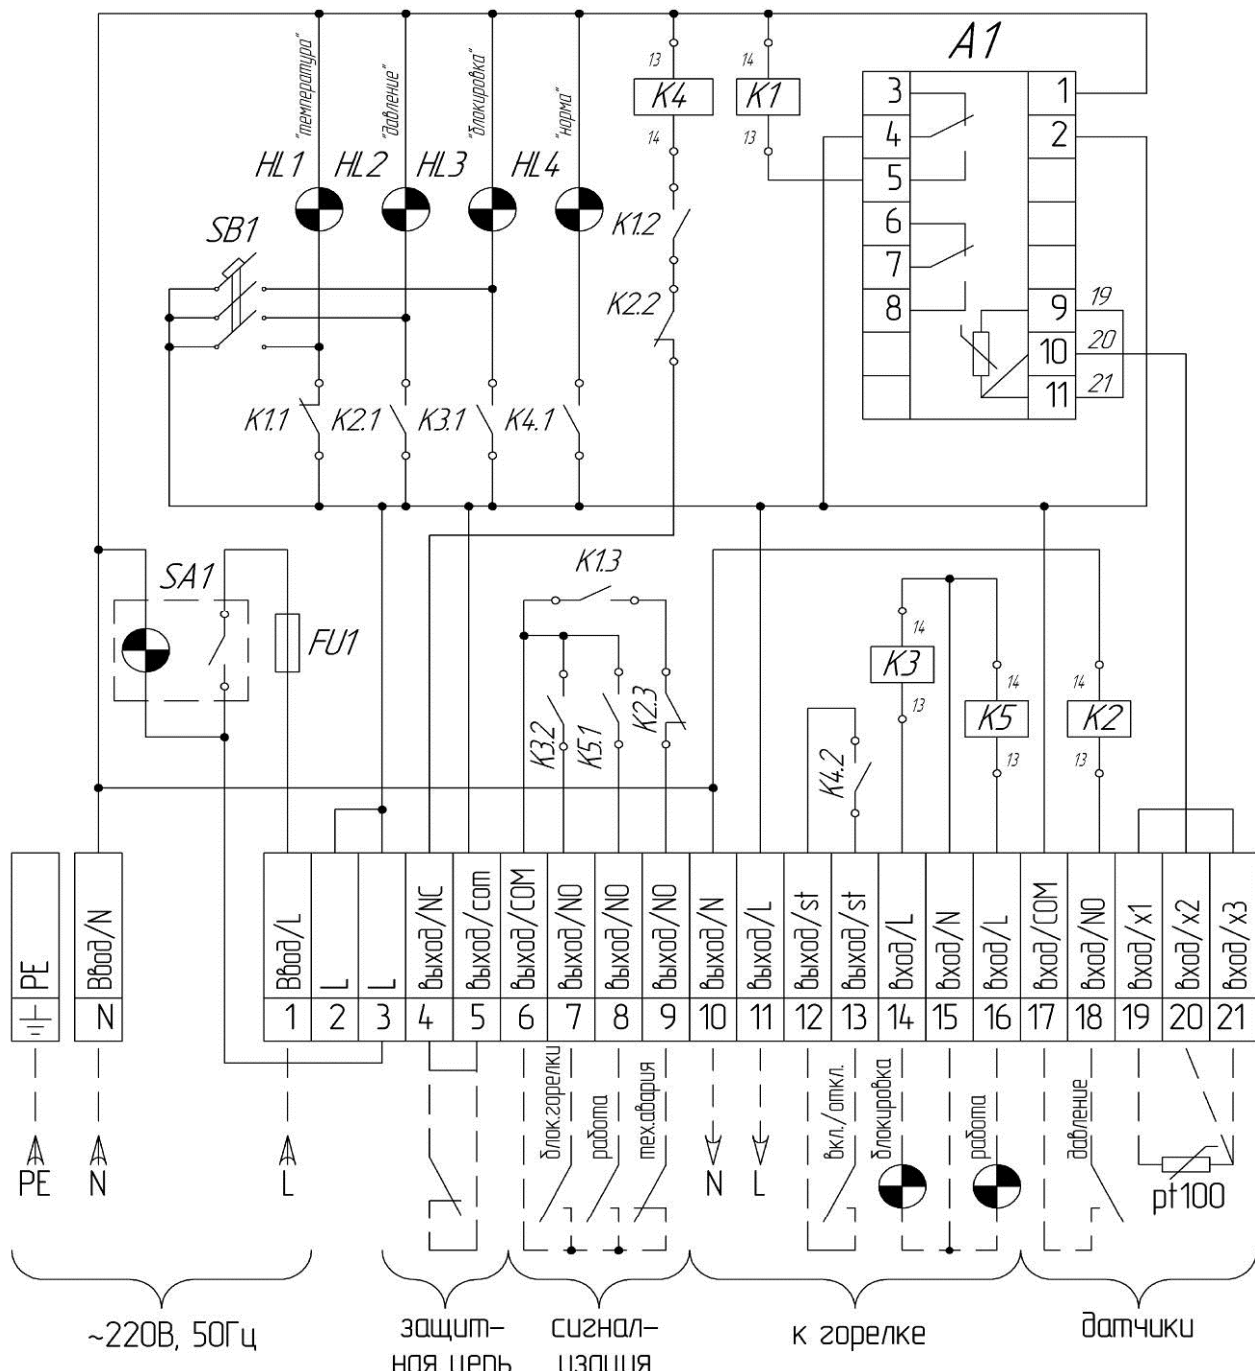 "температура"
"давление"
"блокировка"
"норма"
13
14
A1
K4
K1
3
1
4
2
14
13
HL1
HL2
HL3
HL4
5
6
K1.2
SB1
7
8
K2.2
9
19
10
20
11
21
K1.1
K2.1
K3.1
K4.1
K1.3
SA1
FU1
14
K3
K2.3
14
14
13
K3.2
K5.1
K5
K2
K4.2
13
13
PE
Ввод/N
Ввод/L
L
L
выход/NC
выход/com
выход/COM
выход/NO
выход/NO
выход/NO
выход/N
выход/L
выход/st
выход/st
вход/L
вход/N
вход/L
вход/COM
вход/NO
вход/x1
вход/x2
вход/x3
N
1
2
3
4
5
6
7
8
9
10
11
12
13
14
15
16
17
18
19
20
21
блок.горелки
работа
тех.авария
вкл./откл.
блокировка
работа
давление
PE
N
L
N
L
pt100
~220В, 50Гц
защит-
ная цепь
сигнал-
изация
к горелке
датчики